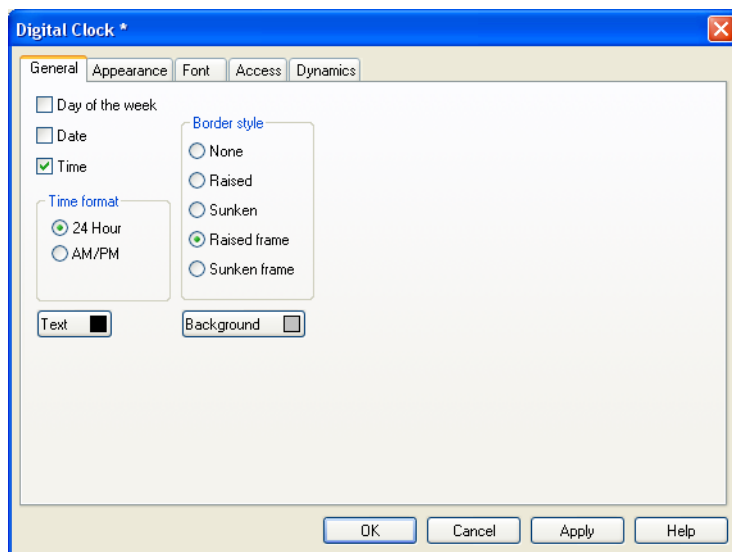 Digital Clock *
General Appearance Font Access Dynamics
Day of the week
Date
Time
Time format
24 Hour
AM/PM
Border style
None
Raised
Sunken
Raised frame
Sunken frame
Text Background
OK Cancel Apply Help